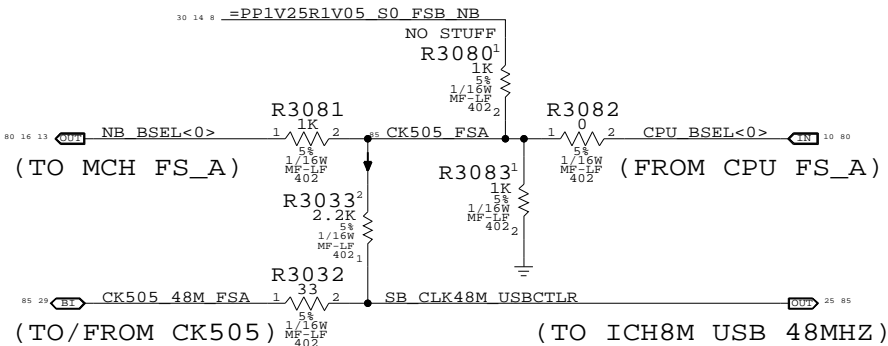 30 14 8 =PP1V25R1V05_S0_FSB_NB
NO STUFF
R3080 1
1K
5%
1/16W
MF-LF
402 2
R3081
1K
1 2
5%
1/16W
MF-LF
402
80 16 13 OUT NB_BSEL<0>
85 CK505_FSA
R3082
0
1 2
5%
1/16W
MF-LF
402
CPU_BSEL<0> IN 10 80
(TO MCH FS_A)
(FROM CPU FS_A)
R3083 1
1K
5%
1/16W
MF-LF
402 2
R3033 2
2.2K
5%
1/16W
MF-LF
402 1
R3032
33
1 2
5%
1/16W
MF-LF
402
85 29 BI CK505_48M_FSA
SB_CLK48M_USBCTLR OUT 25 85
(TO/FROM CK505)
(TO ICH8M USB 48MHZ)